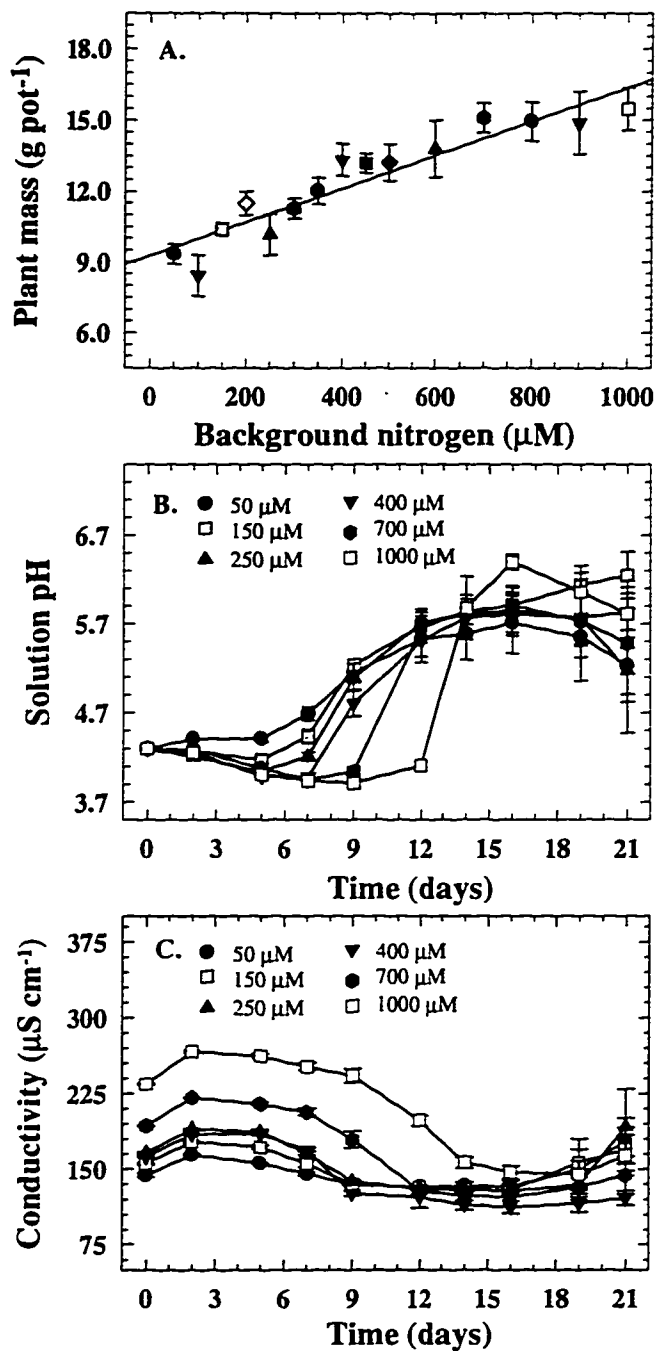 A.
Plant mass (g pot⁻¹)
18.0
15.0
12.0
9.0
6.0
0 200 400 600 800 1000
Background nitrogen (μM)
B.
50 μM
150 μM
250 μM
400 μM
700 μM
1000 μM
Solution pH
6.7
5.7
4.7
3.7
0 3 6 9 12 15 18 21
Time (days)
C.
50 μM
150 μM
250 μM
400 μM
700 μM
1000 μM
Conductivity (μS cm⁻¹)
375
300
225
150
75
0 3 6 9 12 15 18 21
Time (days)